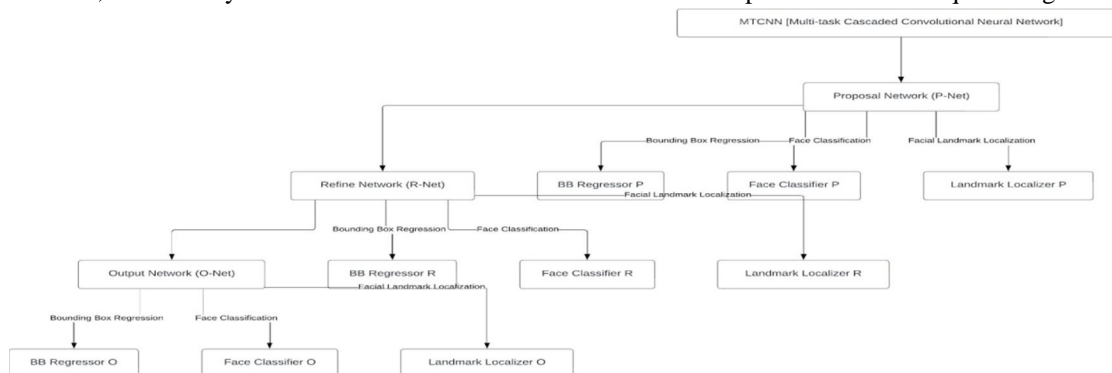 MTCNN [Multi-task Cascaded Convolutional Neural Network]
Proposal Network (P-Net)
Bounding Box Regression
Face Classification
Facial Landmark Localization
Refine Network (R-Net)
BB Regressor P
Face Classifier P
Landmark Localizer P
Facial Landmark Localization
Bounding Box Regression
Face Classification
Output Network (O-Net)
BB Regressor R
Face Classifier R
Landmark Localizer R
Facial Landmark Localization
Bounding Box Regression
Face Classification
BB Regressor O
Face Classifier O
Landmark Localizer O